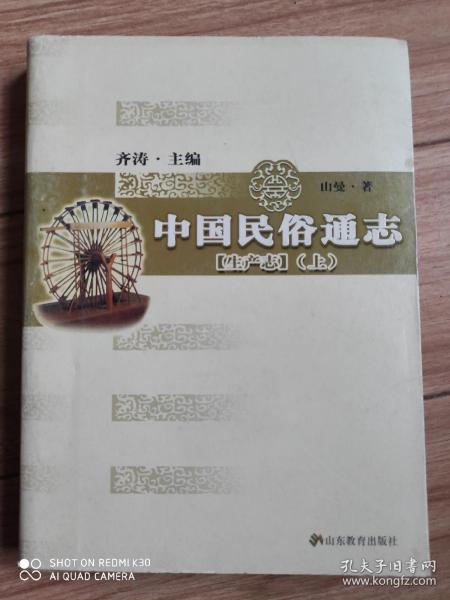 齐涛·主编
山曼·著
中国民俗通志
【生产志】（上）
山东教育出版社
SHOT ON REDMI K30
AI QUAD CAMERA
孔夫子旧书网
www.kongfz.com